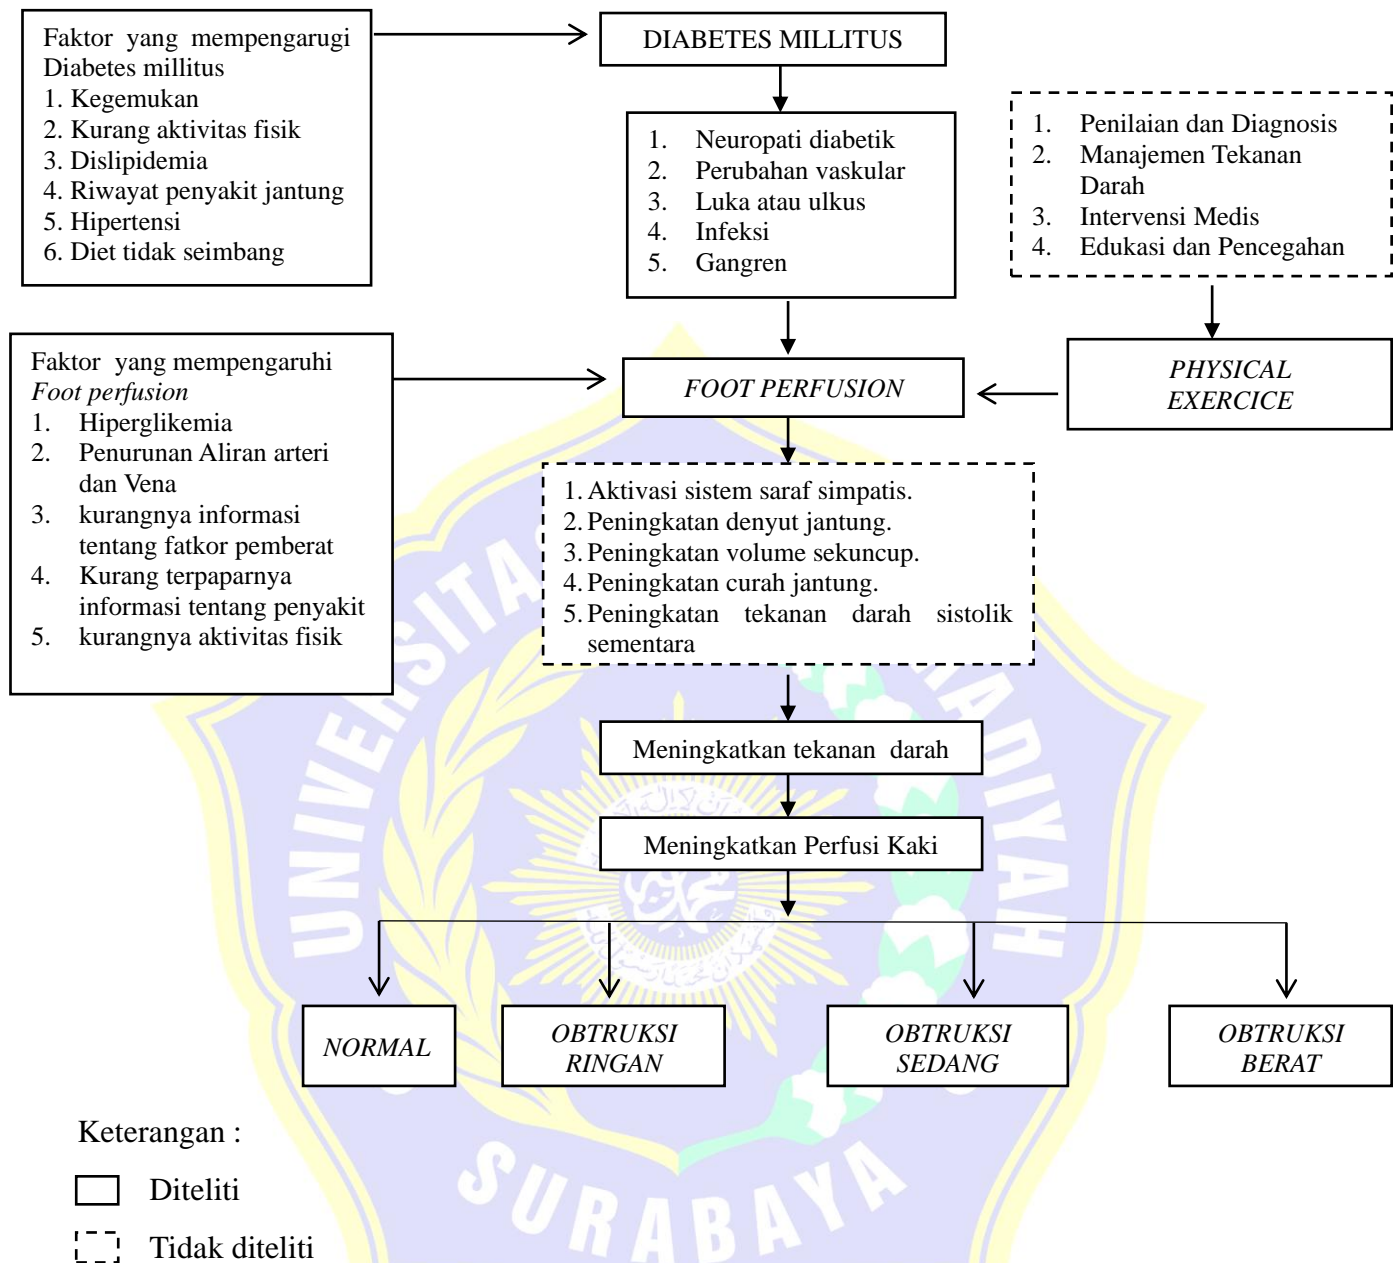 Faktor yang mempengarugi
Diabetes millitus
1. Kegemukan
2. Kurang aktivitas fisik
3. Dislipidemia
4. Riwayat penyakit jantung
5. Hipertensi
6. Diet tidak seimbang
DIABETES MILLITUS
1. Neuropati diabetik
2. Perubahan vaskular
3. Luka atau ulkus
4. Infeksi
5. Gangren
1. Penilaian dan Diagnosis
2. Manajemen Tekanan
Darah
3. Intervensi Medis
4. Edukasi dan Pencegahan
Faktor yang mempengaruhi
Foot perfusion
1. Hiperglikemia
2. Penurunan Aliran arteri
dan Vena
3. kurangnya informasi
tentang fatkor pemberat
4. Kurang terpaparnya
informasi tentang penyakit
5. kurangnya aktivitas fisik
FOOT PERFUSION
PHYSICAL
EXERCICE
1. Aktivasi sistem saraf simpatis.
2. Peningkatan denyut jantung.
3. Peningkatan volume sekuncup.
4. Peningkatan curah jantung.
5. Peningkatan tekanan darah sistolik
sementara
Meningkatkan tekanan darah
Meningkatkan Perfusi Kaki
NORMAL
OBTRUKSI
RINGAN
OBTRUKSI
SEDANG
OBTRUKSI
BERAT
Keterangan :
Diteliti
Tidak diteliti
SURABAYA